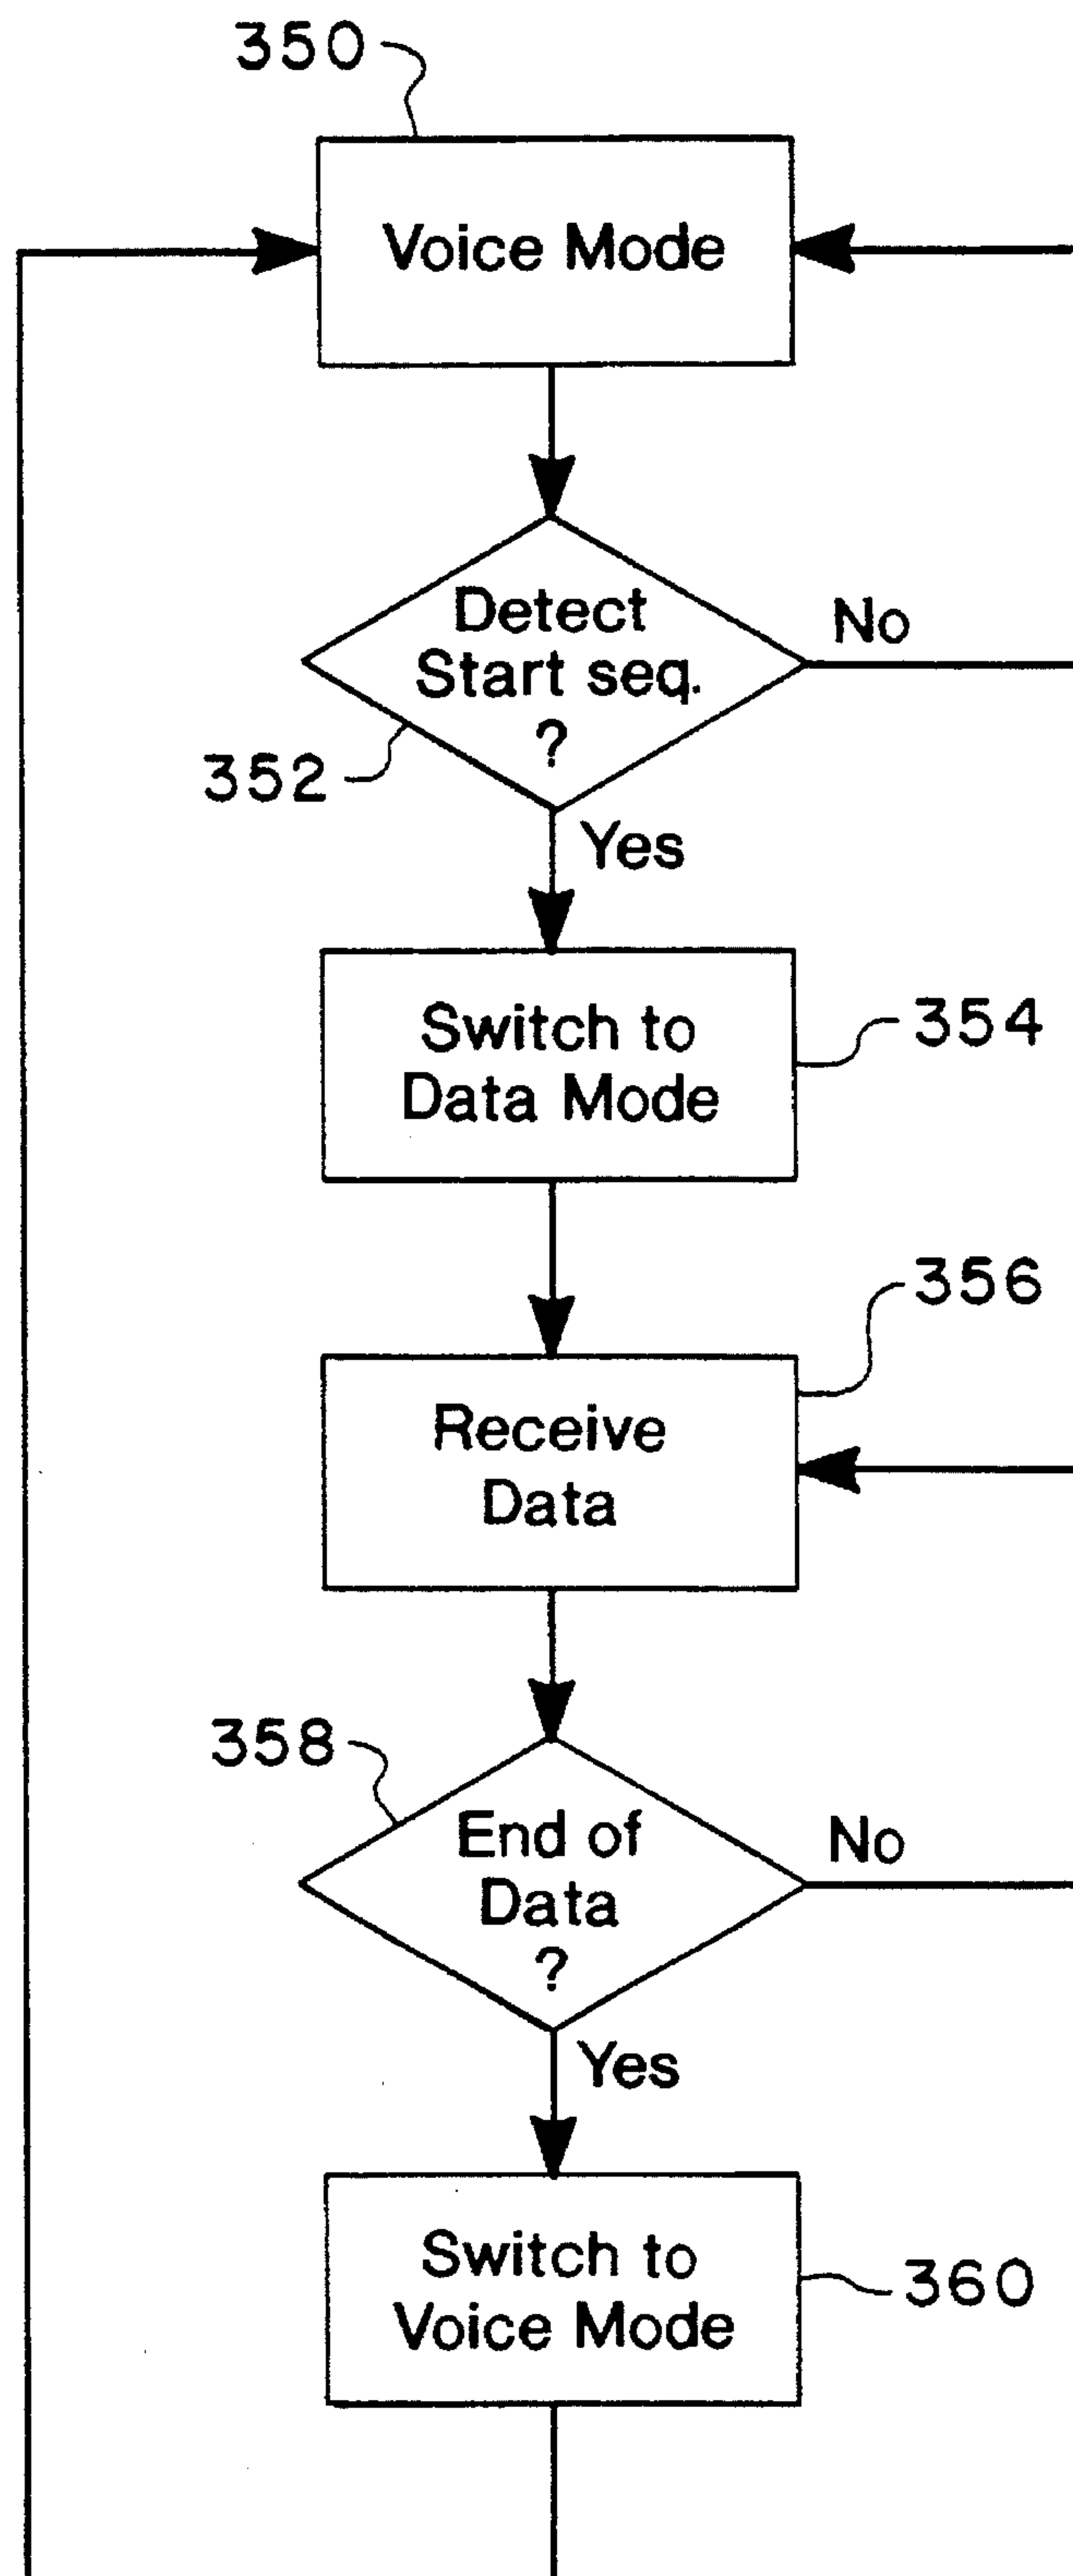 350
Voice Mode
Detect
Start seq.
?
No
352
Yes
Switch to
Data Mode
354
356
Receive
Data
358
End of
Data
?
No
Yes
Switch to
Voice Mode
360